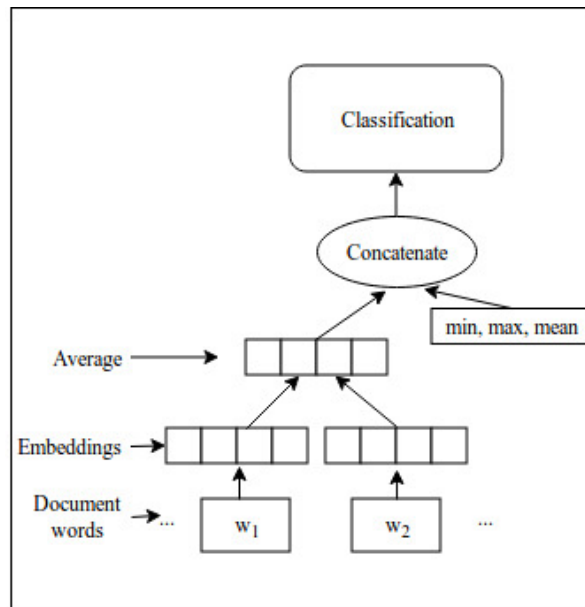 Classification
Concatenate
min, max, mean
Average
Embeddings
Document
words
... w₁ w₂ ...